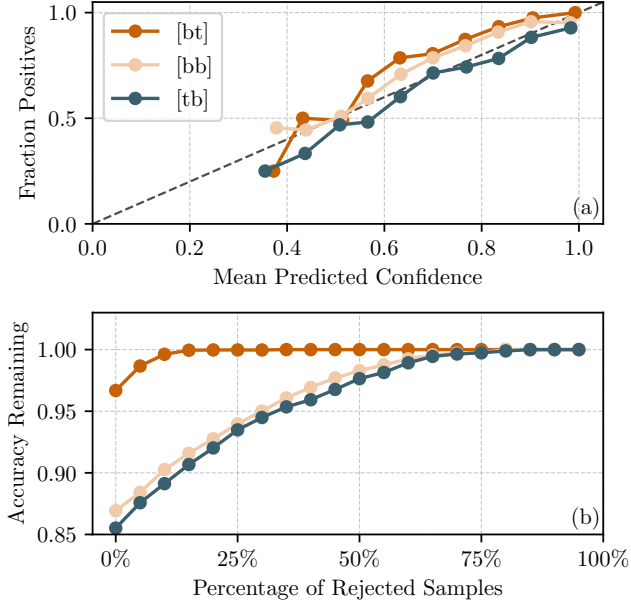 1.0
0.5
0.0
Fraction Positives
[bt]
[bb]
[tb]
(a)
0.0 0.2 0.4 0.6 0.8 1.0
Mean Predicted Confidence
1.00
0.95
0.90
0.85
Accuracy Remaining
(b)
0% 25% 50% 75% 100%
Percentage of Rejected Samples